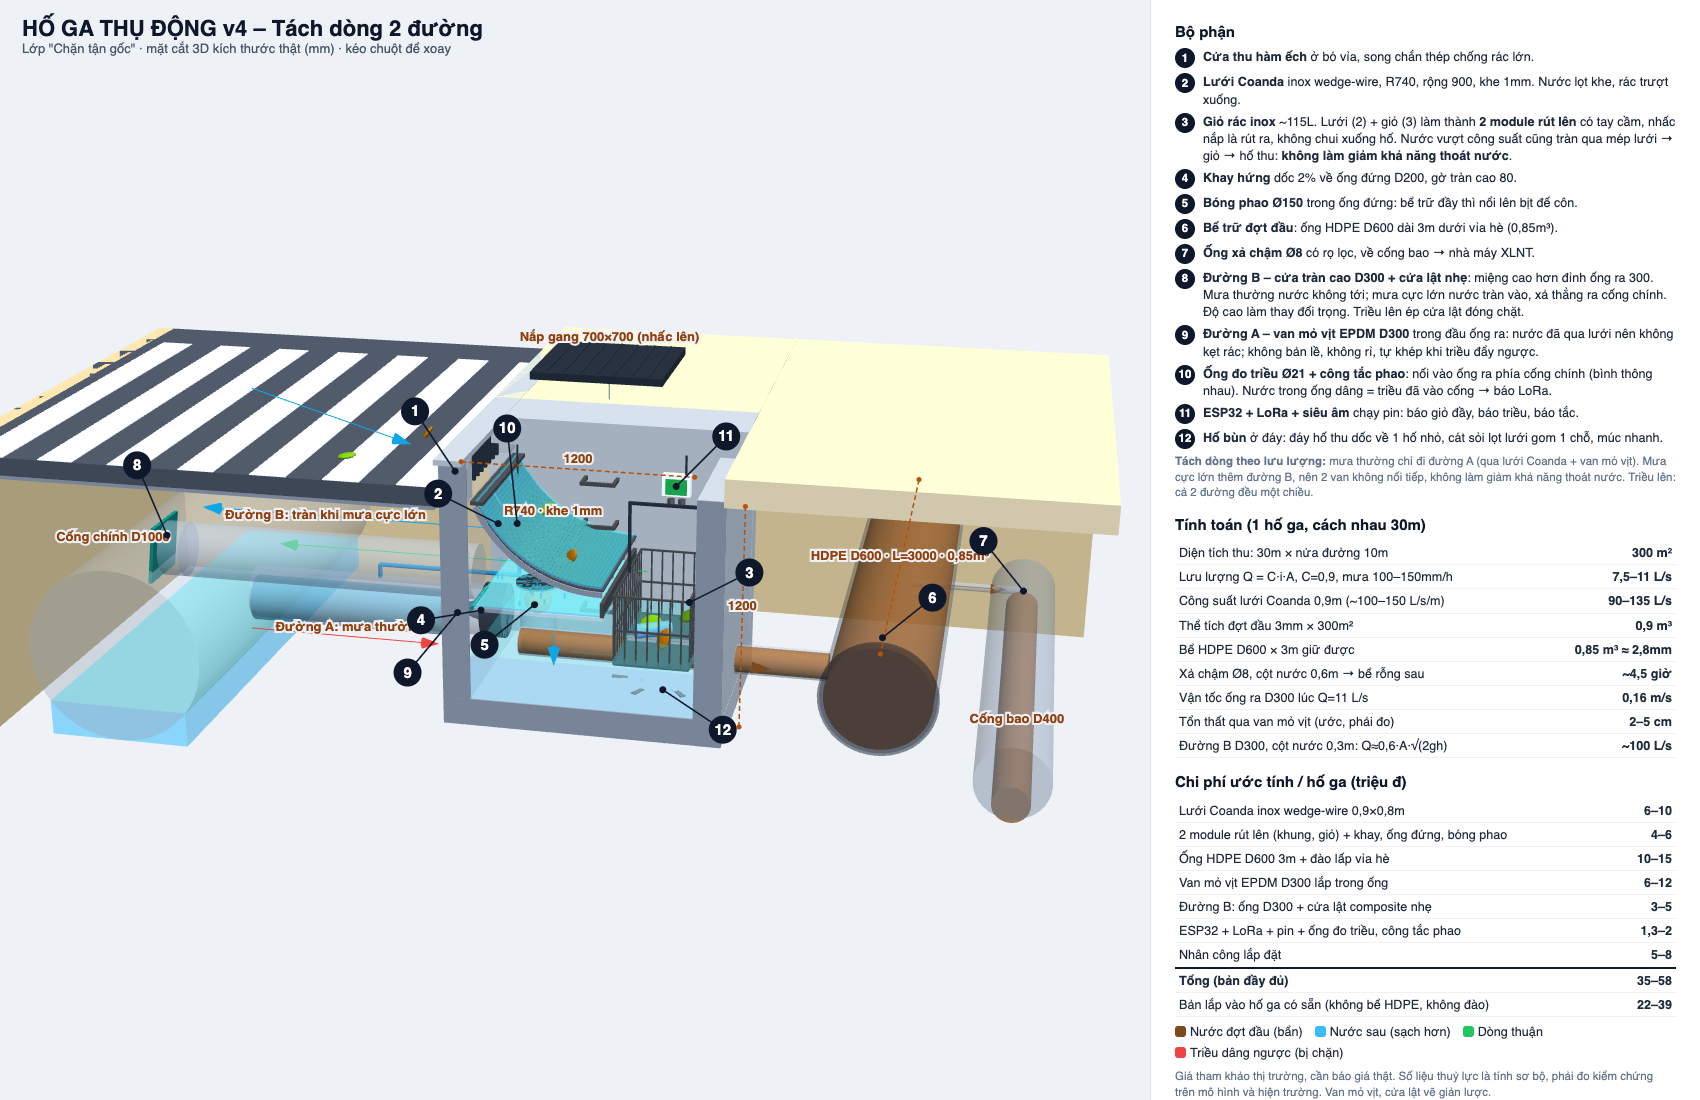 HỐ GA THỤ ĐỘNG v4 – Tách dòng 2 đường
Lớp "Chặn tận gốc" · mặt cắt 3D kích thước thật (mm) · kéo chuột để xoay
Nắp gang 700×700 (nhấc lên)
1
10
11
1200
8
2
R740 · khe 1mm
Đường B: tràn khi mưa cực lớn
Cống chính D1000
HDPE D600 · L=3000 · 0,85m³
7
3
6
1200
4
Đường A: mưa thườ
5
9
Cống bao D400
12
Bộ phận
1 Cửa thu hàm ếch ở bó vỉa, song chắn thép chống rác lớn.
2 Lưới Coanda inox wedge-wire, R740, rộng 900, khe 1mm. Nước lọt khe, rác trượt
xuống.
3 Giỏ rác inox ~115L. Lưới (2) + giỏ (3) làm thành 2 module rút lên có tay cầm, nhấc
nắp là rút ra, không chui xuống hố. Nước vượt công suất cũng tràn qua mép lưới →
giỏ → hố thu: không làm giảm khả năng thoát nước.
4 Khay hứng dốc 2% về ống đứng D200, gờ tràn cao 80.
5 Bóng phao Ø150 trong ống đứng: bể trữ đầy thì nổi lên bịt đế côn.
6 Bể trữ đợt đầu: ống HDPE D600 dài 3m dưới vỉa hè (0,85m³).
7 Ống xả chậm Ø8 có rọ lọc, về cống bao → nhà máy XLNT.
8 Đường B – cửa tràn cao D300 + cửa lật nhẹ: miệng cao hơn đỉnh ống ra 300.
Mưa thường nước không tới; mưa cực lớn nước tràn vào, xả thẳng ra cống chính.
Độ cao làm thay đối trọng. Triều lên ép cửa lật đóng chặt.
9 Đường A – van mỏ vịt EPDM D300 trong đầu ống ra: nước đã qua lưới nên không
kẹt rác; không bản lề, không rỉ, tự khép khi triều đẩy ngược.
10 Ống đo triều Ø21 + công tắc phao: nối vào ống ra phía cống chính (bình thông
nhau). Nước trong ống dâng = triều đã vào cống → báo LoRa.
11 ESP32 + LoRa + siêu âm chạy pin: báo giỏ đầy, báo triều, báo tắc.
12 Hố bùn ở đáy: đáy hố thu dốc về 1 hố nhỏ, cát sỏi lọt lưới gom 1 chỗ, múc nhanh.
Tách dòng theo lưu lượng: mưa thường chỉ đi đường A (qua lưới Coanda + van mỏ vịt). Mưa
cực lớn thêm đường B, nên 2 van không nối tiếp, không làm giảm khả năng thoát nước. Triều lên:
cả 2 đường đều một chiều.
Tính toán (1 hố ga, cách nhau 30m)
Diện tích thu: 30m × nửa đường 10m 300 m²
Lưu lượng Q = C·i·A, C=0,9, mưa 100–150mm/h 7,5–11 L/s
Công suất lưới Coanda 0,9m (~100–150 L/s/m) 90–135 L/s
Thể tích đợt đầu 3mm × 300m² 0,9 m³
Bể HDPE D600 × 3m giữ được 0,85 m³ ≈ 2,8mm
Xả chậm Ø8, cột nước 0,6m → bể rỗng sau ~4,5 giờ
Vận tốc ống ra D300 lúc Q=11 L/s 0,16 m/s
Tổn thất qua van mỏ vịt (ước, phải đo) 2–5 cm
Đường B D300, cột nước 0,3m: Q≈0,6·A·√(2gh) ~100 L/s
Chi phí ước tính / hố ga (triệu đ)
Lưới Coanda inox wedge-wire 0,9×0,8m 6–10
2 module rút lên (khung, giỏ) + khay, ống đứng, bóng phao 4–6
Ống HDPE D600 3m + đào lấp vỉa hè 10–15
Van mỏ vịt EPDM D300 lắp trong ống 6–12
Đường B: ống D300 + cửa lật composite nhẹ 3–5
ESP32 + LoRa + pin + ống đo triều, công tắc phao 1,3–2
Nhân công lắp đặt 5–8
Tổng (bản đầy đủ) 35–58
Bản lắp vào hố ga có sẵn (không bể HDPE, không đào) 22–39
Nước đợt đầu (bẩn) Nước sau (sạch hơn) Dòng thuận
Triều dâng ngược (bị chặn)
Giá tham khảo thị trường, cần báo giá thật. Số liệu thuỷ lực là tính sơ bộ, phải đo kiểm chứng
trên mô hình và hiện trường. Van mỏ vịt, cửa lật vẽ giản lược.